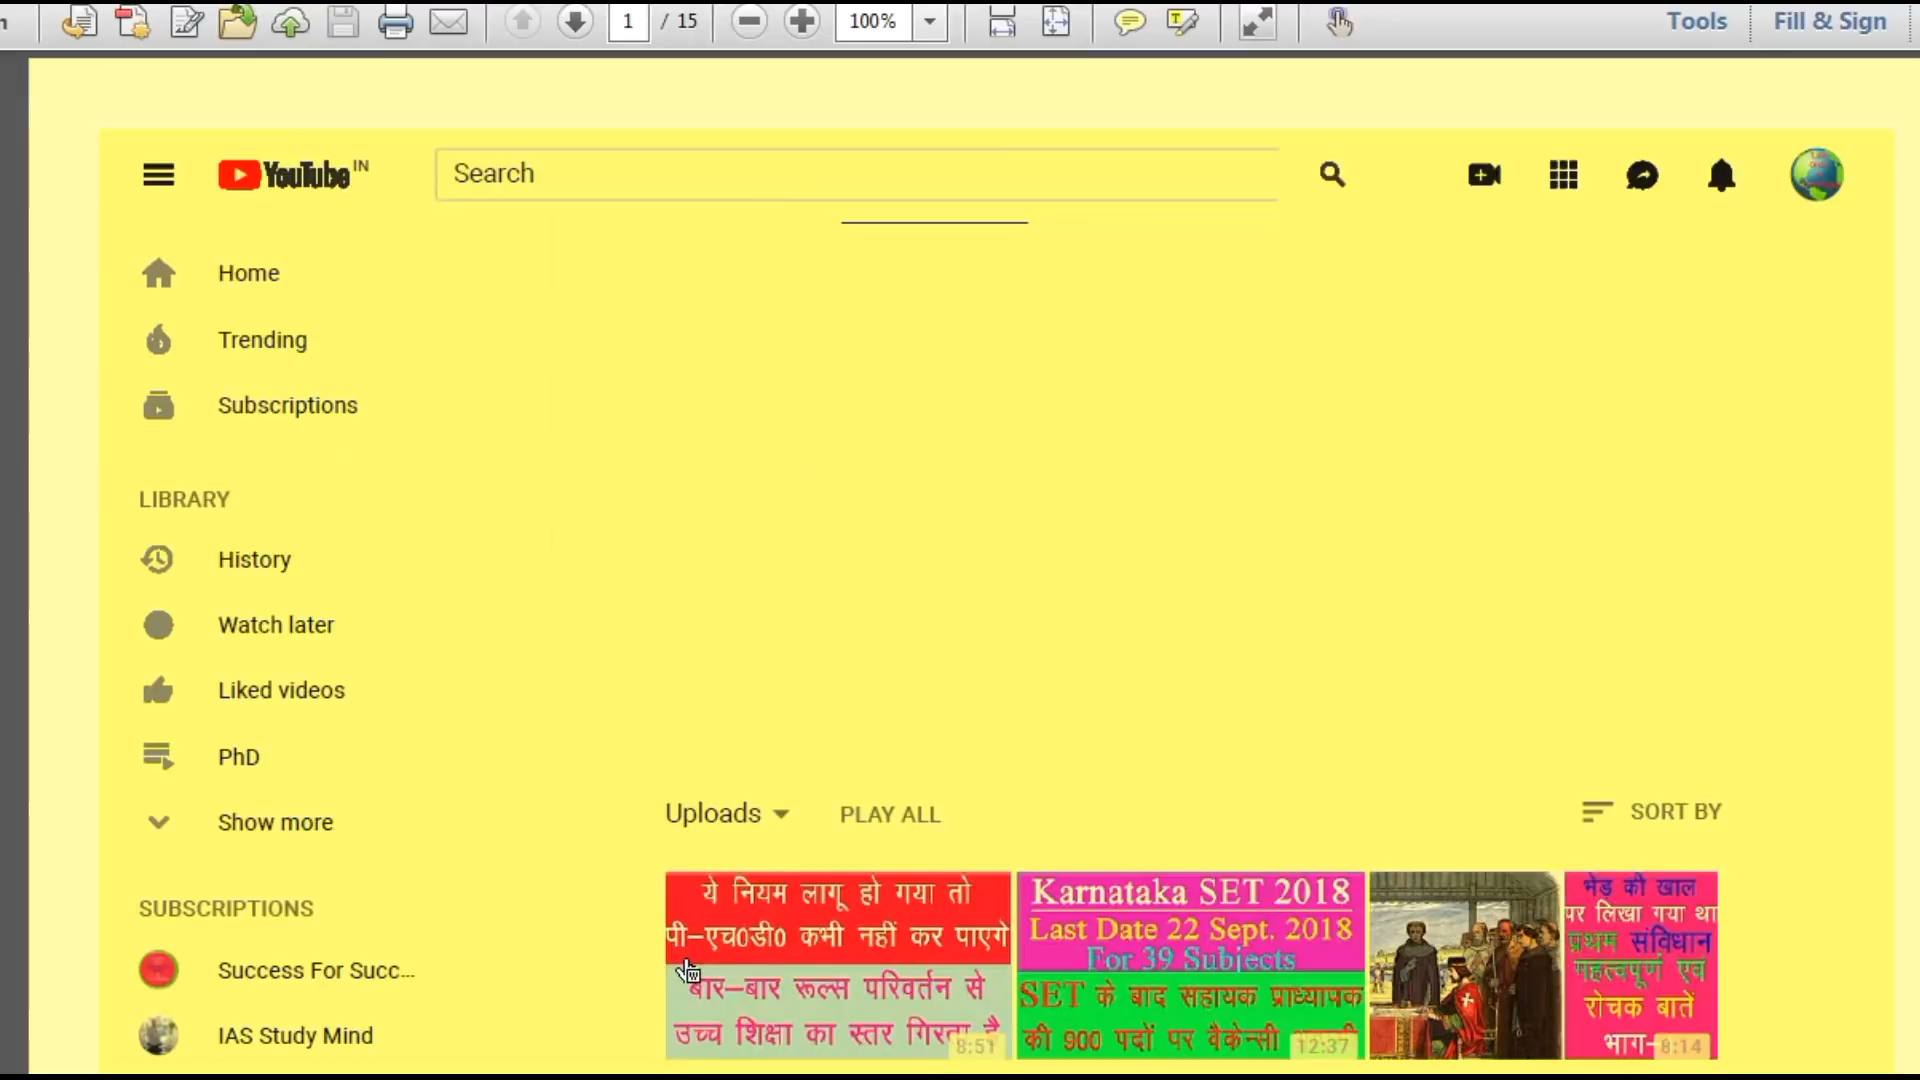 1 / 15
100%
Tools
Fill & Sign
YouTube IN
Search
Home
Trending
Subscriptions
LIBRARY
History
Watch later
Liked videos
PhD
Show more
Uploads
PLAY ALL
SORT BY
SUBSCRIPTIONS
Success For Succ...
IAS Study Mind
ये नियम लागू हो गया तो
पी–एच0डी0 कभी नहीं कर पाएगे
बार–बार रूल्स परिवर्तन से
उच्च शिक्षा का स्तर गिरता है
8:51
Karnataka SET 2018
Last Date 22 Sept. 2018
For 39 Subjects
SET के बाद सहायक प्राध्यापक
की 900 पदों पर वैकेन्सी
12:37
भेड़ की खाल
पर लिखा गया था
प्रथम संविधान
महत्वपूर्ण एवं
रोचक बातें
भाग-
8:14